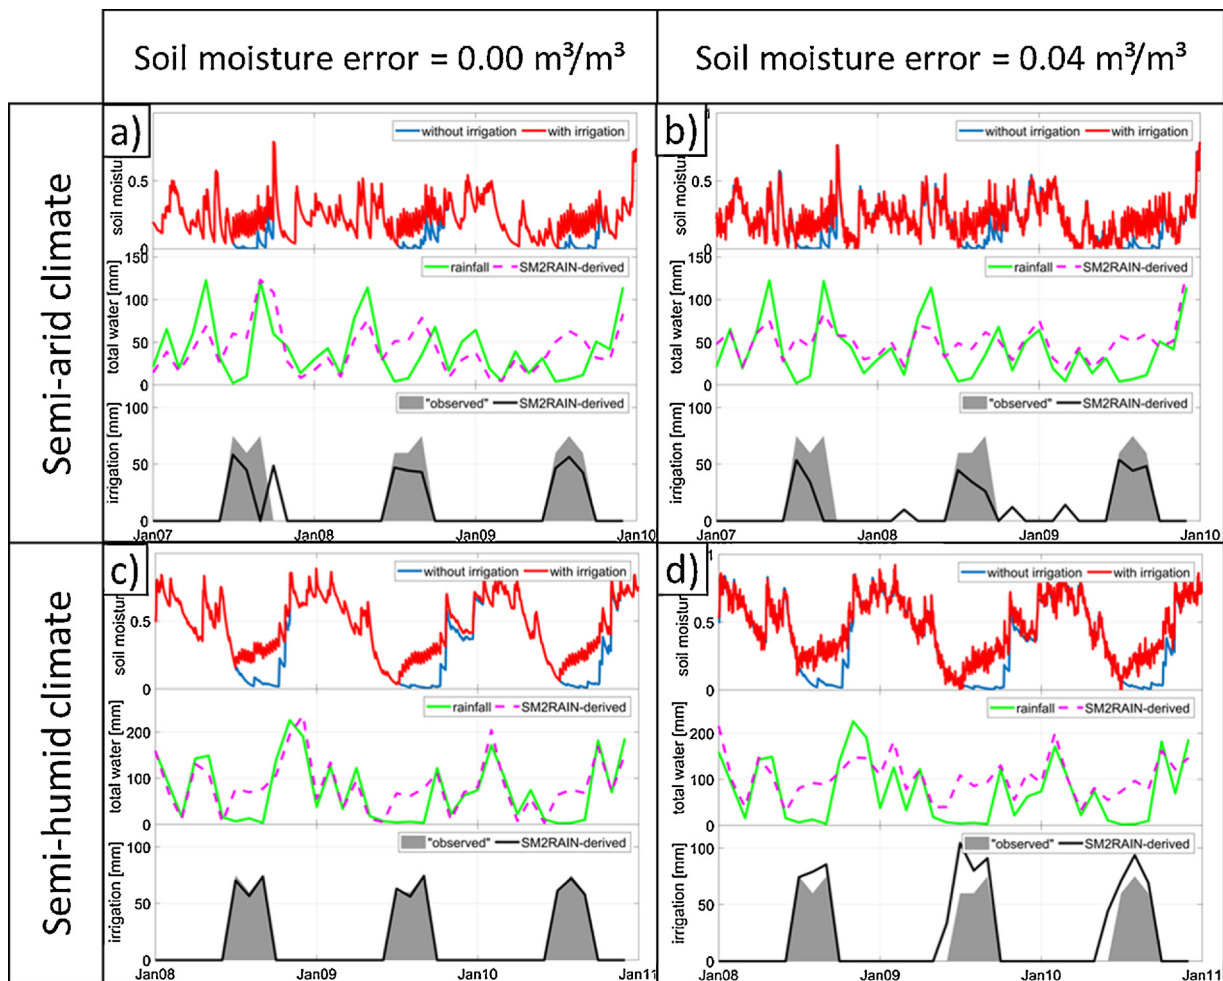 Soil moisture error = 0.00 m³/m³
Soil moisture error = 0.04 m³/m³
Semi-arid climate
a)
without irrigation with irrigation
soil moistur
0.5
0
rainfall SM2RAIN-derived
total water [mm]
150
100
50
0
"observed" SM2RAIN-derived
irrigation [mm]
100
50
0
Jan07 Jan08 Jan09 Jan10
b)
without irrigation with irrigation
soil moistur
0.5
0
rainfall SM2RAIN-derived
total water [mm]
150
100
50
0
"observed" SM2RAIN-derived
irrigation [mm]
100
50
0
Jan07 Jan08 Jan09 Jan10
Semi-humid climate
c)
without irrigation with irrigation
soil moistur
0.5
0
rainfall SM2RAIN-derived
total water [mm]
200
100
0
"observed" SM2RAIN-derived
irrigation [mm]
100
50
0
Jan08 Jan09 Jan10 Jan11
d)
1
without irrigation with irrigation
soil moistur
0.5
0
rainfall SM2RAIN-derived
total water [mm]
200
100
0
"observed" SM2RAIN-derived
irrigation [mm]
100
50
0
Jan08 Jan09 Jan10 Jan11